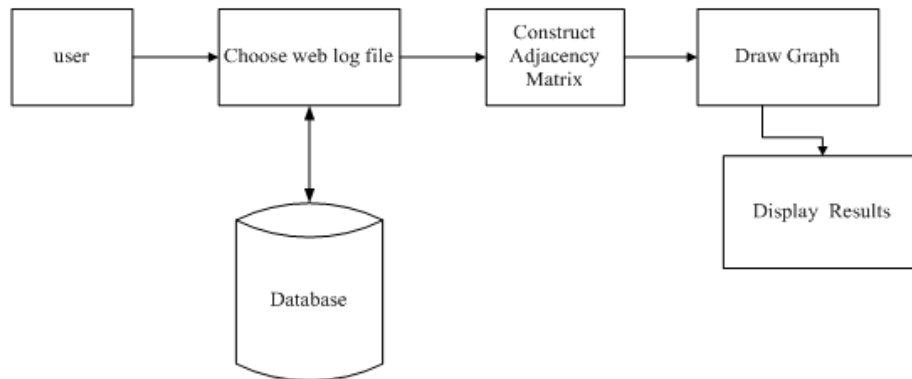 user
Choose web log file
Construct
Adjacency
Matrix
Draw Graph
Display Results
Database